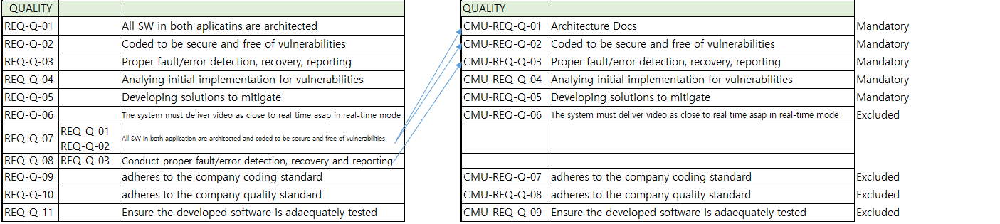 QUALITY QUALITY
REQ-Q-01 All SW in both aplicatins are architected CMU-REQ-Q-01 Architecture Docs Mandatory
REQ-Q-02 Coded to be secure and free of vulnerabilities CMU-REQ-Q-02 Coded to be secure and free of vulnerabilities Mandatory
REQ-Q-03 Proper fault/error detection, recovery, reporting CMU-REQ-Q-03 Proper fault/error detection, recovery, reporting Mandatory
REQ-Q-04 Analying initial implementation for vulnerabilities CMU-REQ-Q-04 Analying initial implementation for vulnerabilities Mandatory
REQ-Q-05 Developing solutions to mitigate CMU-REQ-Q-05 Developing solutions to mitigate Mandatory
REQ-Q-06 The system must deliver video as close to real time asap in real-time mode CMU-REQ-Q-06 The system must deliver video as close to real time asap in real-time mode Excluded
REQ-Q-07 REQ-Q-01 All SW in both application are architected and coded to be secure and free of vulnerabilities
REQ-Q-02
REQ-Q-08 REQ-Q-03 Conduct proper fault/error detection, recovery and reporting
REQ-Q-09 adheres to the company coding standard CMU-REQ-Q-07 adheres to the company coding standard Excluded
REQ-Q-10 adheres to the company quality standard CMU-REQ-Q-08 adheres to the company quality standard Excluded
REQ-Q-11 Ensure the developed software is adaequately tested CMU-REQ-Q-09 Ensure the developed software is adaequately tested Excluded